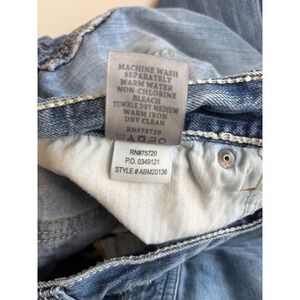 MACHINE WASH
SEPARATELY
WARM WATER
NON-CHLORINE
BLEACH
TUMBLE DRY MEDIUM
WARM IRON
DRY CLEAN
RN#75720
RN#75720
P.O. 0349121
STYLE # ABM20136